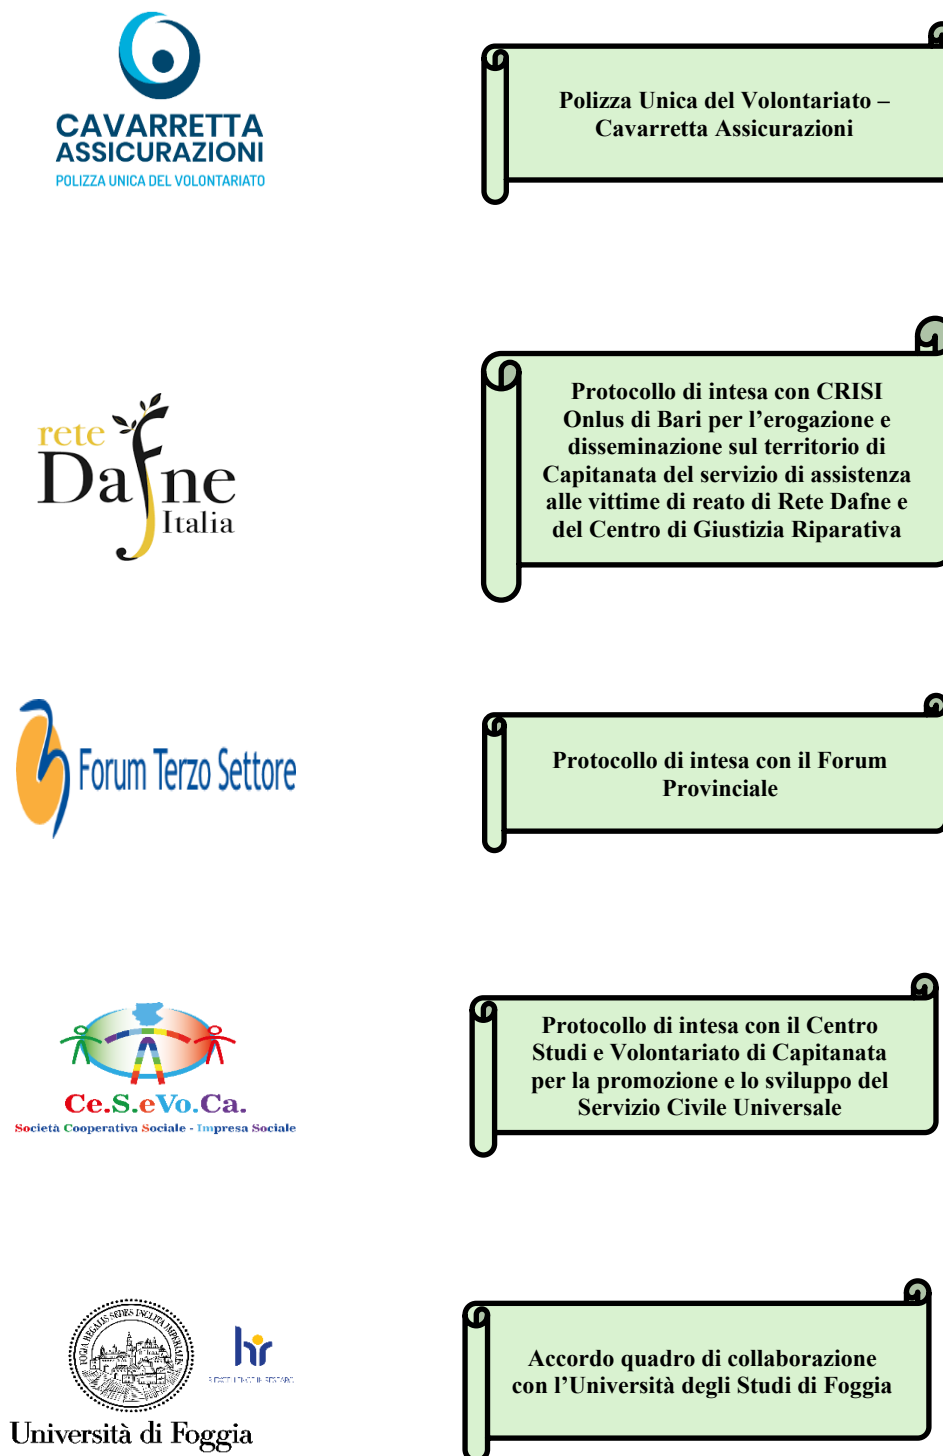 CAVARRETTA
ASSICURAZIONI
POLIZZA UNICA DEL VOLONTARIATO
Polizza Unica del Volontariato –
Cavarretta Assicurazioni
rete
Dafne
Italia
Protocollo di intesa con CRISI
Onlus di Bari per l’erogazione e
disseminazione sul territorio di
Capitanata del servizio di assistenza
alle vittime di reato di Rete Dafne e
del Centro di Giustizia Riparativa
Forum Terzo Settore
Protocollo di intesa con il Forum
Provinciale
Ce.S.eVo.Ca.
Società Cooperativa Sociale - Impresa Sociale
Protocollo di intesa con il Centro
Studi e Volontariato di Capitanata
per la promozione e lo sviluppo del
Servizio Civile Universale
SEDES INCLITA IMPERIALIS
hr
EXCELLENCE IN
Università di Foggia
Accordo quadro di collaborazione
con l’Università degli Studi di Foggia